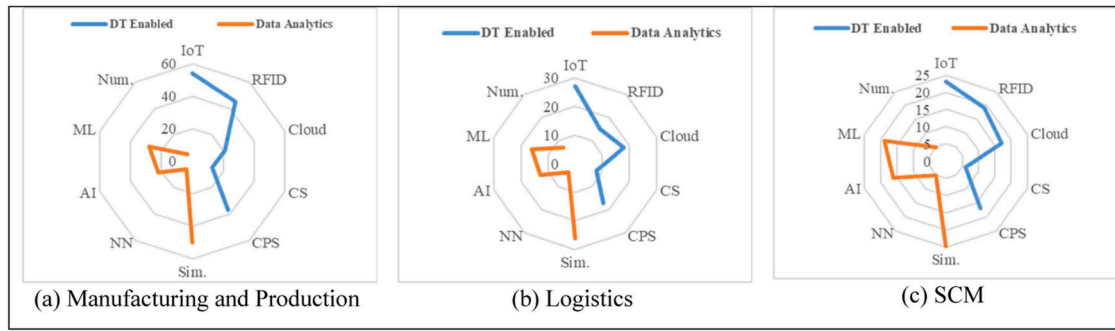 DT Enabled Data Analytics
IoT
60
Num. RFID
40
ML Cloud
20
0
AI CS
NN CPS
Sim.
(a) Manufacturing and Production
DT Enabled Data Analytics
IoT
30
Num. RFID
20
ML Cloud
10
0
AI CS
NN CPS
Sim.
(b) Logistics
DT Enabled Data Analytics
IoT
25
Num. RFID
20
15
ML Cloud
10
5
0
AI CS
NN CPS
Sim.
(c) SCM